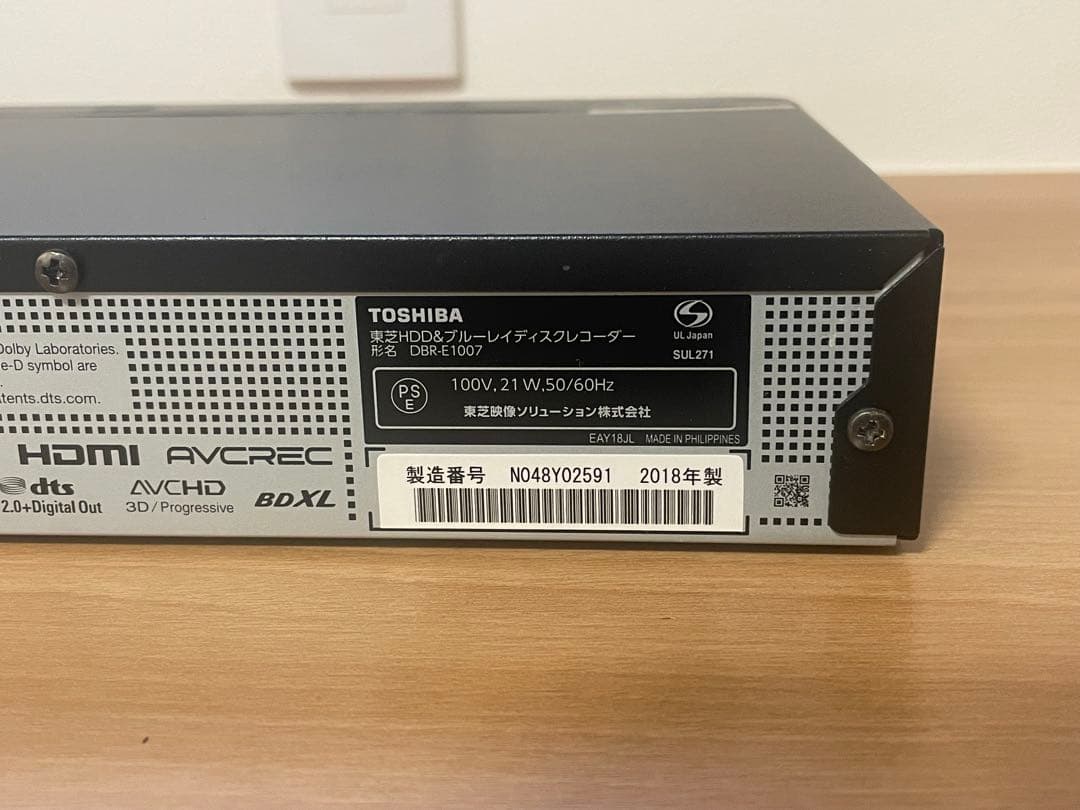 TOSHIBA
東芝HDD&ブルーレイディスクレコーダー
形名 DBR-E1007
UL Japan
SUL271
PS
E
100V, 21W, 50/60Hz
東芝映像ソリューション株式会社
EAY18JL MADE IN PHILIPPINES
製造番号 N048Y02591 2018年製
Dolby Laboratories.
e-D symbol are
tents.dts.com.
HDMI AVCREC
dts
2.0+Digital Out
AVCHD
3D/Progressive
BDXL